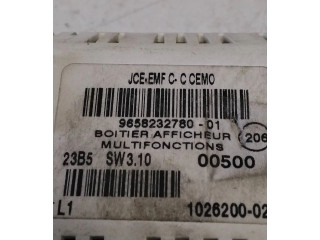 JCE-EMF C- C CEMO
9658232780 - 01
BOITIER AFFICHEUR
MULTIFONCTIONS
206
23B5 SW3.10 00500
L1 1026200-02